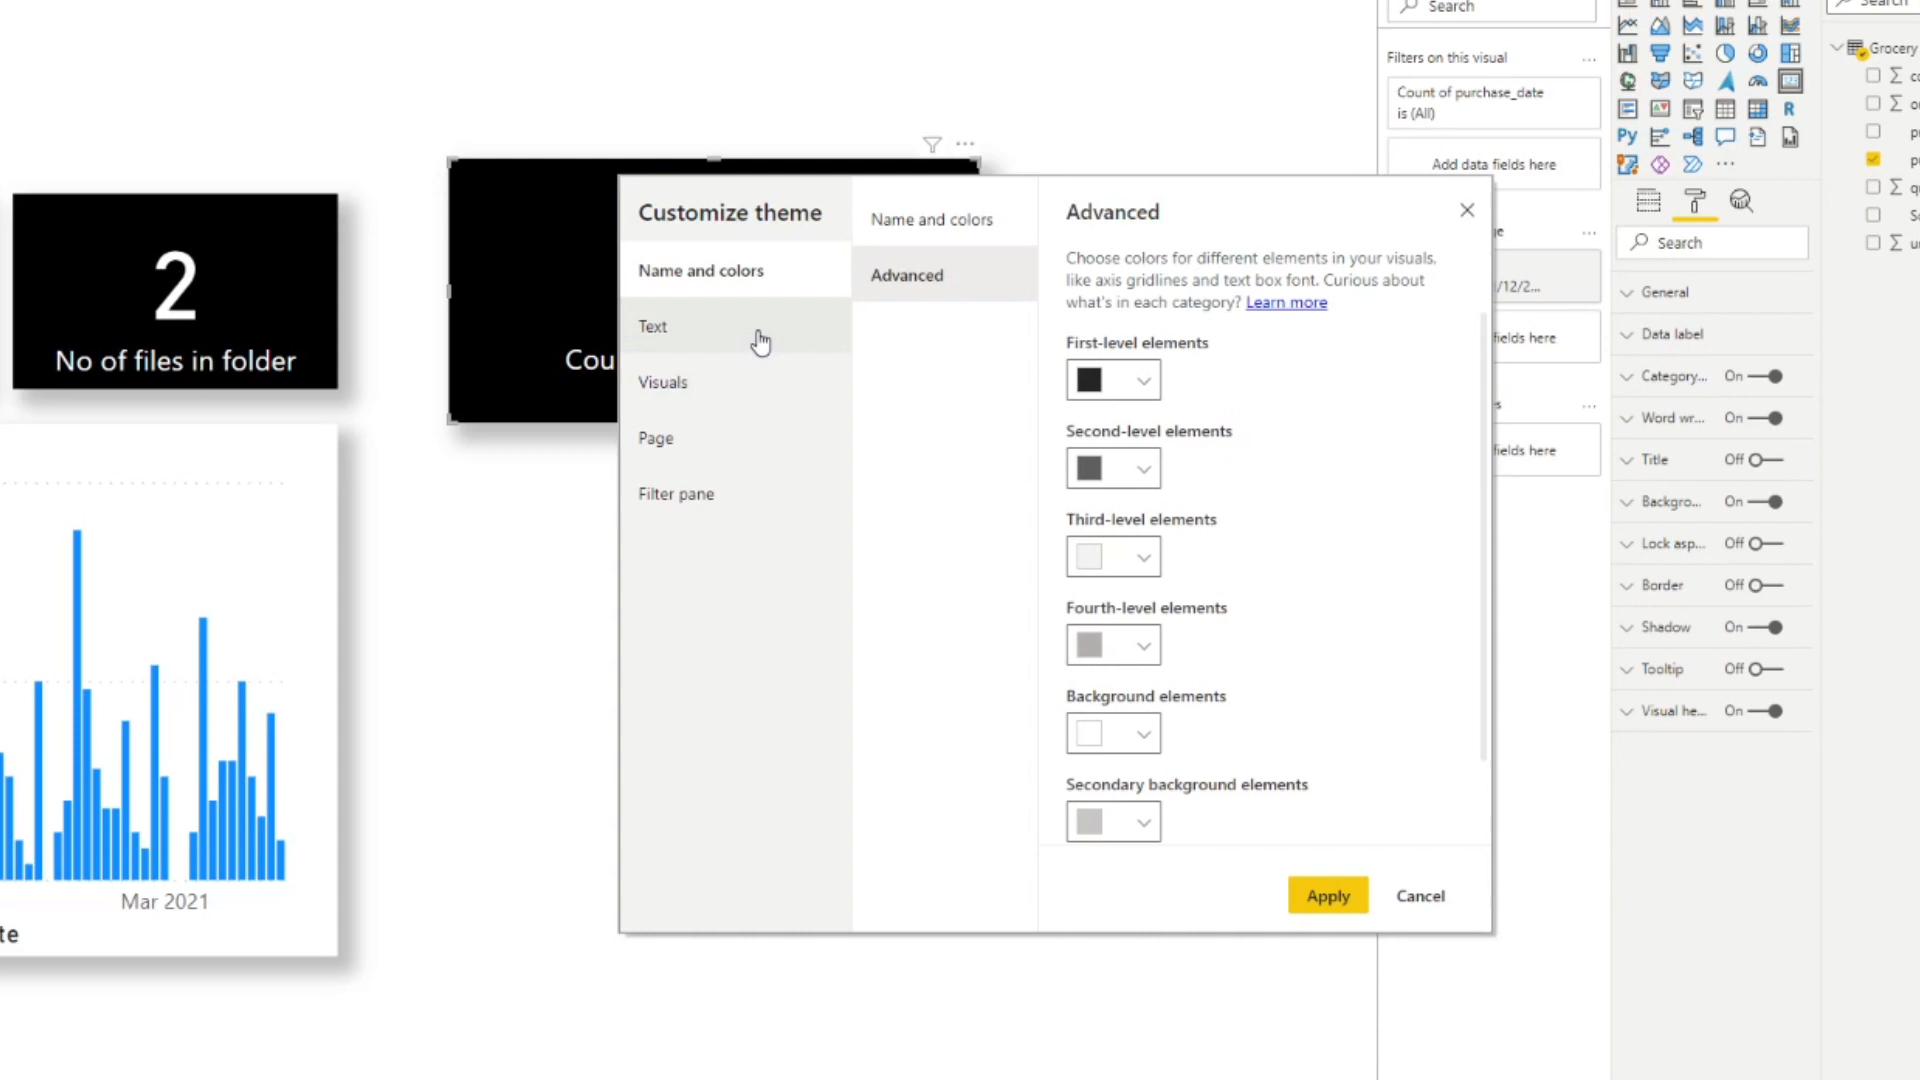 2
No of files in folder
Mar 2021
Customize theme
Name and colors
Text
Visuals
Page
Filter pane
Name and colors
Advanced
Advanced
Choose colors for different elements in your visuals,
like axis gridlines and text box font. Curious about
what's in each category? Learn more
First-level elements
Second-level elements
Third-level elements
Fourth-level elements
Background elements
Secondary background elements
Apply
Cancel
Search
Filters on this visual
...
Count of purchase_date
is (All)
Add data fields here
...
/12/2...
fields here
...
fields here
R
Py
...
Search
General
Data label
Category... On
Word wr... On
Title Off
Backgro... On
Lock asp... Off
Border Off
Shadow On
Tooltip Off
Visual he... On
Search
Grocery